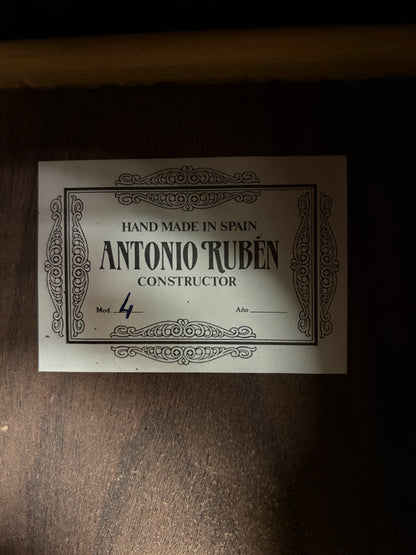 HAND MADE IN SPAIN
ANTONIO RUBÉN
CONSTRUCTOR
Mod. 4 Año